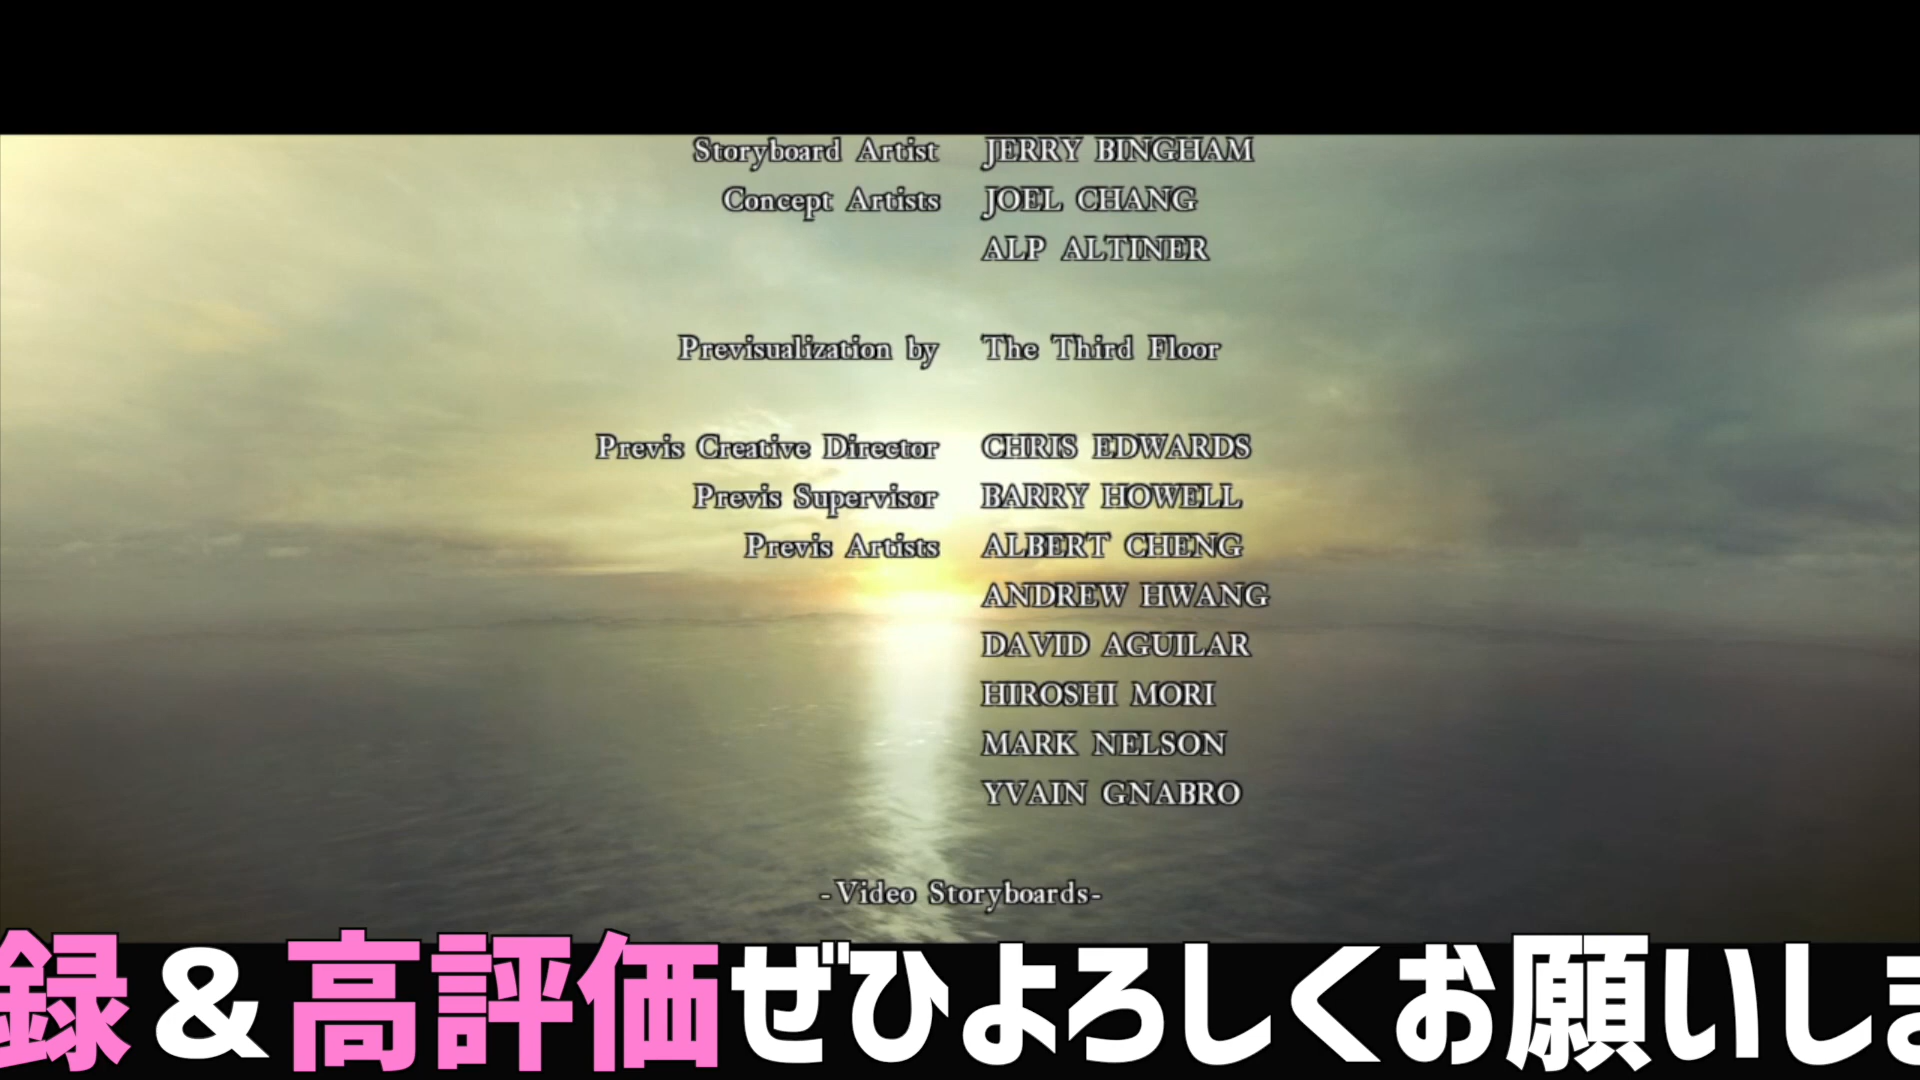 Storyboard Artist JERRY BINGHAM
Concept Artists JOEL CHANG
ALP ALTINER
Previsualization by The Third Floor
Previs Creative Director CHRIS EDWARDS
Previs Supervisor BARRY HOWELL
Previs Artists ALBERT CHENG
ANDREW HWANG
DAVID AGUILAR
HIROSHI MORI
MARK NELSON
YVAIN GNABRO
-Video Storyboards-
録&高評価ぜひよろしくお願いしま